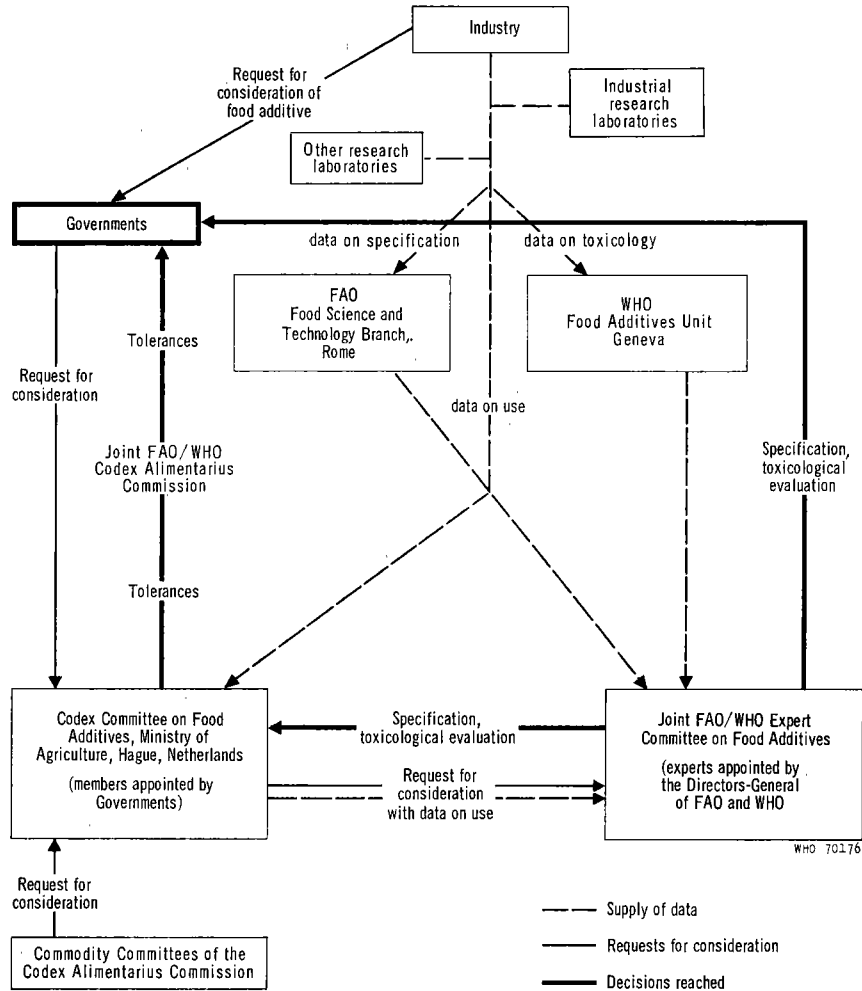 Industry
Request for
consideration of
food additive
Industrial
research
laboratories
Other research
laboratories
Governments
data on specification
data on toxicology
FAO
Food Science and
Technology Branch,.
Rome
WHO
Food Additives Unit
Geneva
Tolerances
Request for
consideration
data on use
Joint FAO/WHO
Codex Alimentarius
Commission
Specification,
toxicological
evaluation
Tolerances
Codex Committee on Food
Additives, Ministry of
Agriculture, Hague, Netherlands
(members appointed by
Governments)
Specification,
toxicological evaluation
Request for
consideration
with data on use
Joint FAO/WHO Expert
Committee on Food Additives
(experts appointed by
the Directors-General
of FAO and WHO
WHO 70176
Request for
consideration
Commodity Committees of the
Codex Alimentarius Commission
Supply of data
Requests for consideration
Decisions reached